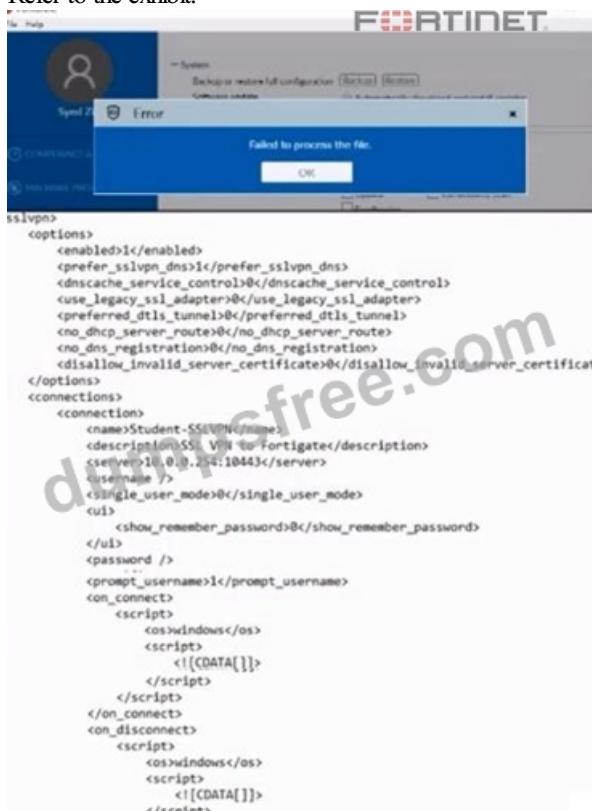 Refer to the exhibit.
FORTINET
File Help
System
Backup or restore full configuration Backup Restore
Syed
Error
Failed to process the file.
OK
sslvpn>
<options>
<enabled>1</enabled>
<prefer_sslvpn_dns>1</prefer_sslvpn_dns>
<dnscache_service_control>0</dnscache_service_control>
<use_legacy_ssl_adapter>0</use_legacy_ssl_adapter>
<preferred_dtls_tunnel>0</preferred_dtls_tunnel>
<no_dhcp_server_route>0</no_dhcp_server_route>
<no_dns_registration>0</no_dns_registration>
<disallow_invalid_server_certificate>0</disallow_invalid_server_certificat
</options>
<connections>
<connection>
<name>Student-SSLVPN</name>
<description>SSL VPN to Fortigate</description>
<server>10.0.0.254:10443</server>
<username />
<single_user_mode>0</single_user_mode>
<ui>
<show_remember_password>0</show_remember_password>
</ui>
<password />
<prompt_username>1</prompt_username>
<on_connect>
<script>
<os>windows</os>
<script>
<![CDATA[]]>
</script>
</script>
</on_connect>
<on_disconnect>
<script>
<os>windows</os>
<script>
<![CDATA[]]>
</script>
dumpsfree.com